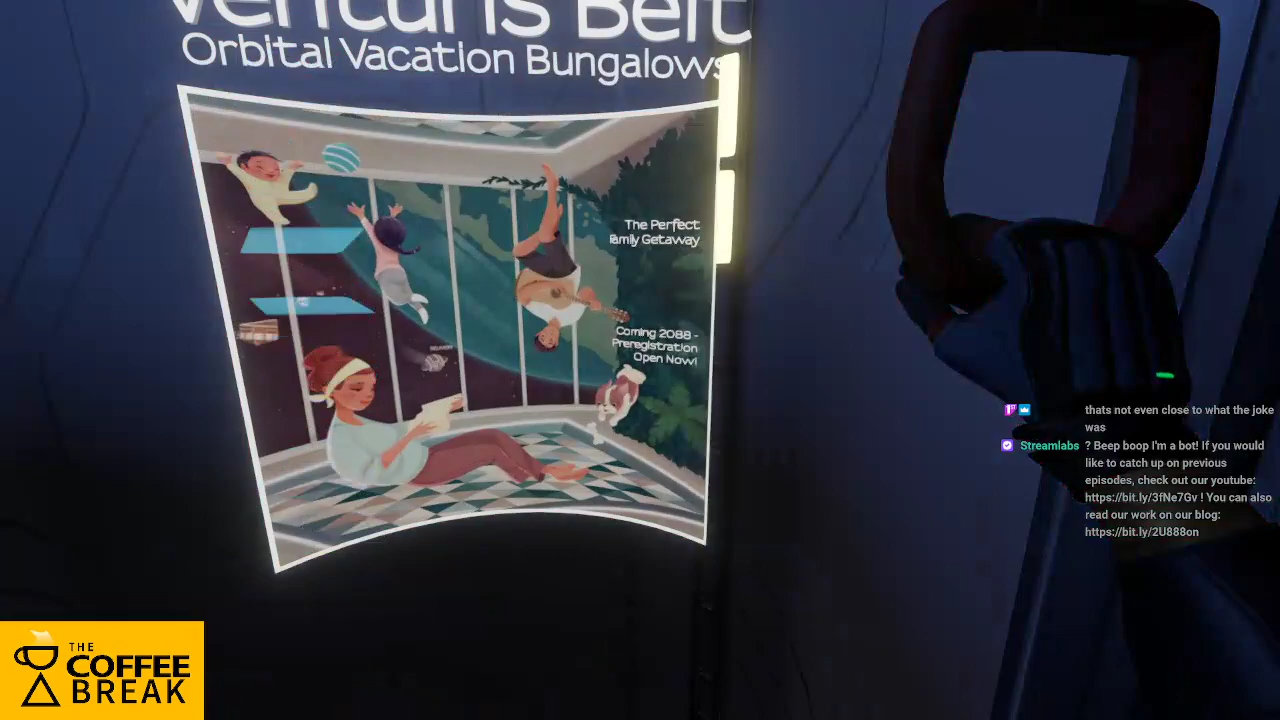 Venturis Belt
Orbital Vacation Bungalows
The Perfect
Family Getaway
Coming 2088 -
Preregistration
Open Now!
thats not even close to what the joke
was
Streamlabs ? Beep boop I'm a bot! If you would
like to catch up on previous
episodes, check out our youtube:
https://bit.ly/3fNe7Gv ! You can also
read our work on our blog:
https://bit.ly/2U888on
THE
COFFEE
BREAK